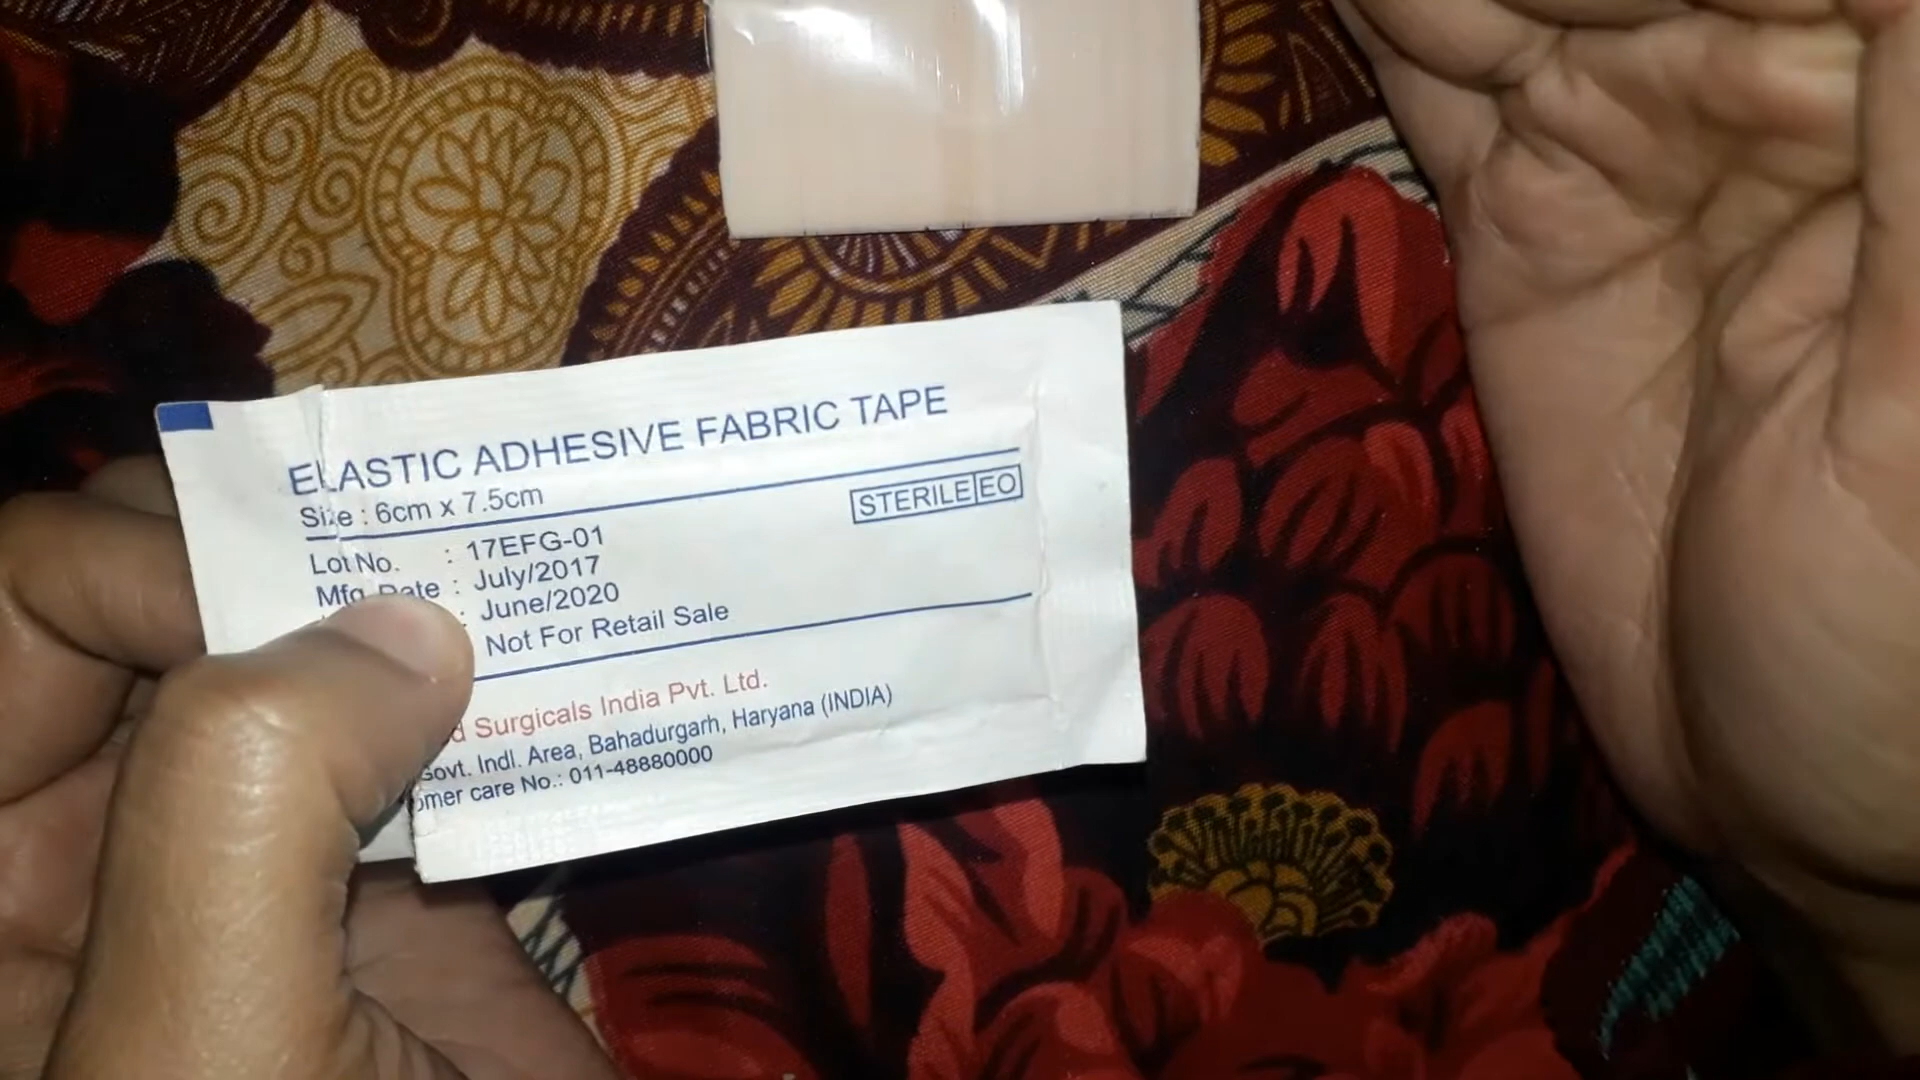 ELASTIC ADHESIVE FABRIC TAPE
Size : 6cm x 7.5cm
STERILE EO
Lot No. : 17EFG-01
Mfg. Date : July/2017
: June/2020
Not For Retail Sale
Surgicals India Pvt. Ltd.
Govt. Indl. Area, Bahadurgarh, Haryana (INDIA)
care No.: 011-48880000